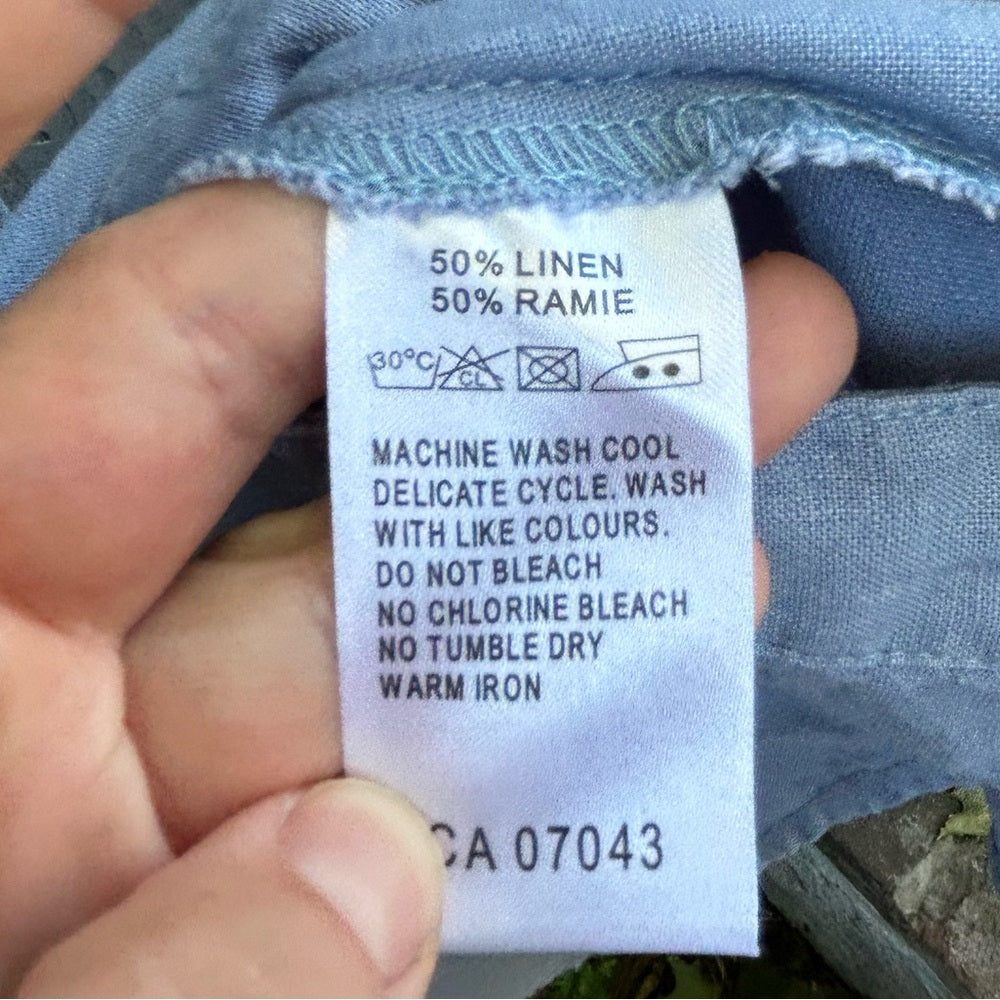 50% LINEN
50% RAMIE
30°C CL
MACHINE WASH COOL
DELICATE CYCLE. WASH
WITH LIKE COLOURS.
DO NOT BLEACH
NO CHLORINE BLEACH
NO TUMBLE DRY
WARM IRON
CA 07043